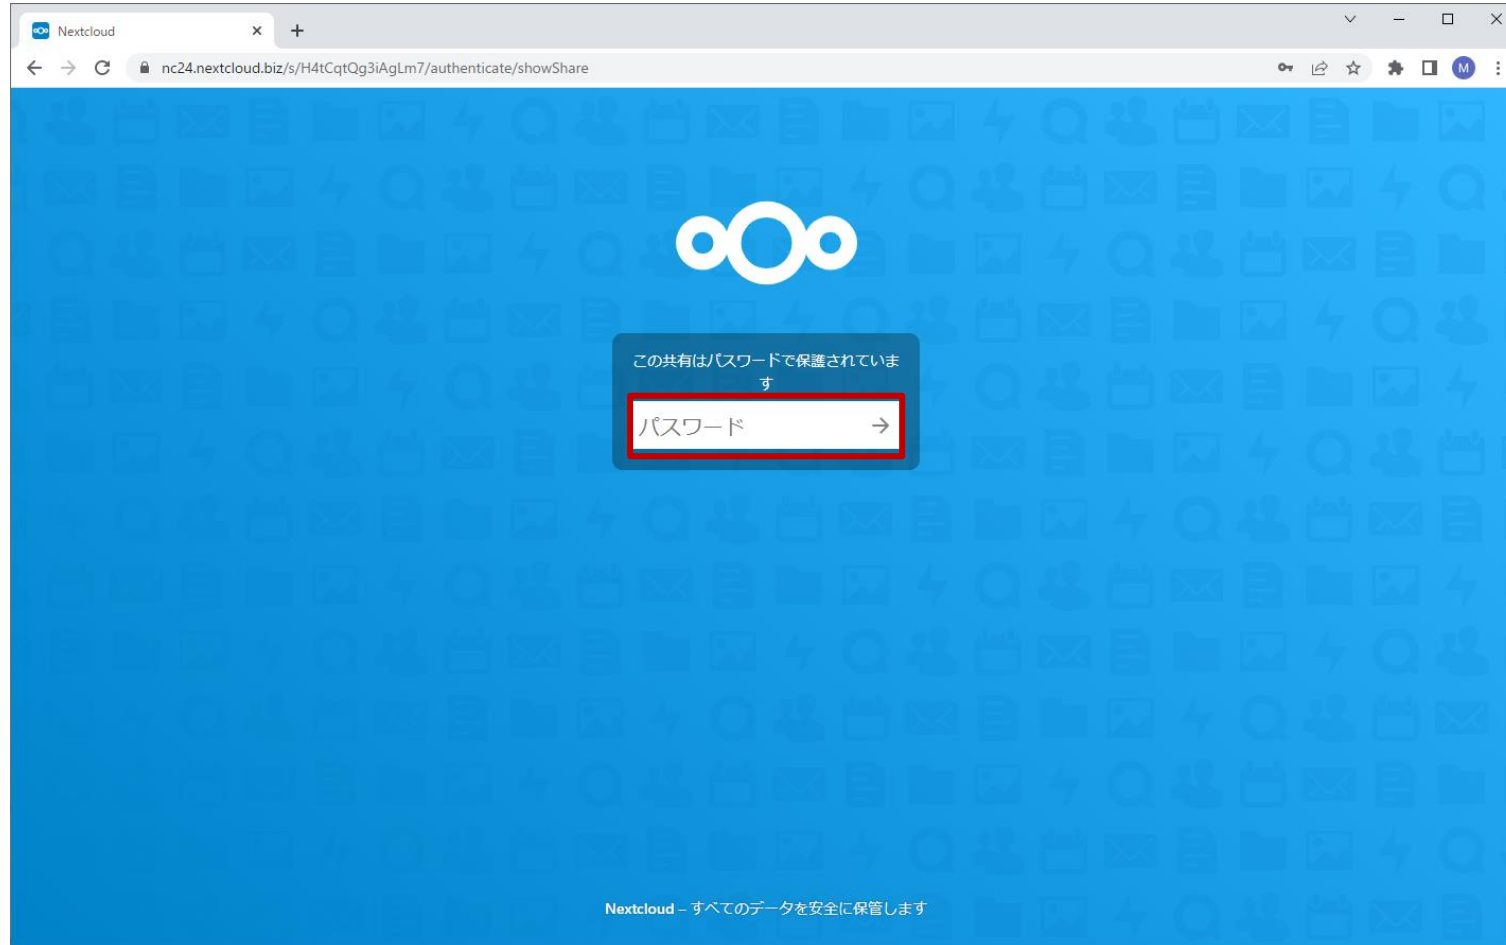 Nextcloud
nc24.nextcloud.biz/s/H4tCqtQg3iAgLm7/authenticate/showShare
M
この共有はパスワードで保護されていま
す
パスワード
Nextcloud – すべてのデータを安全に保管します